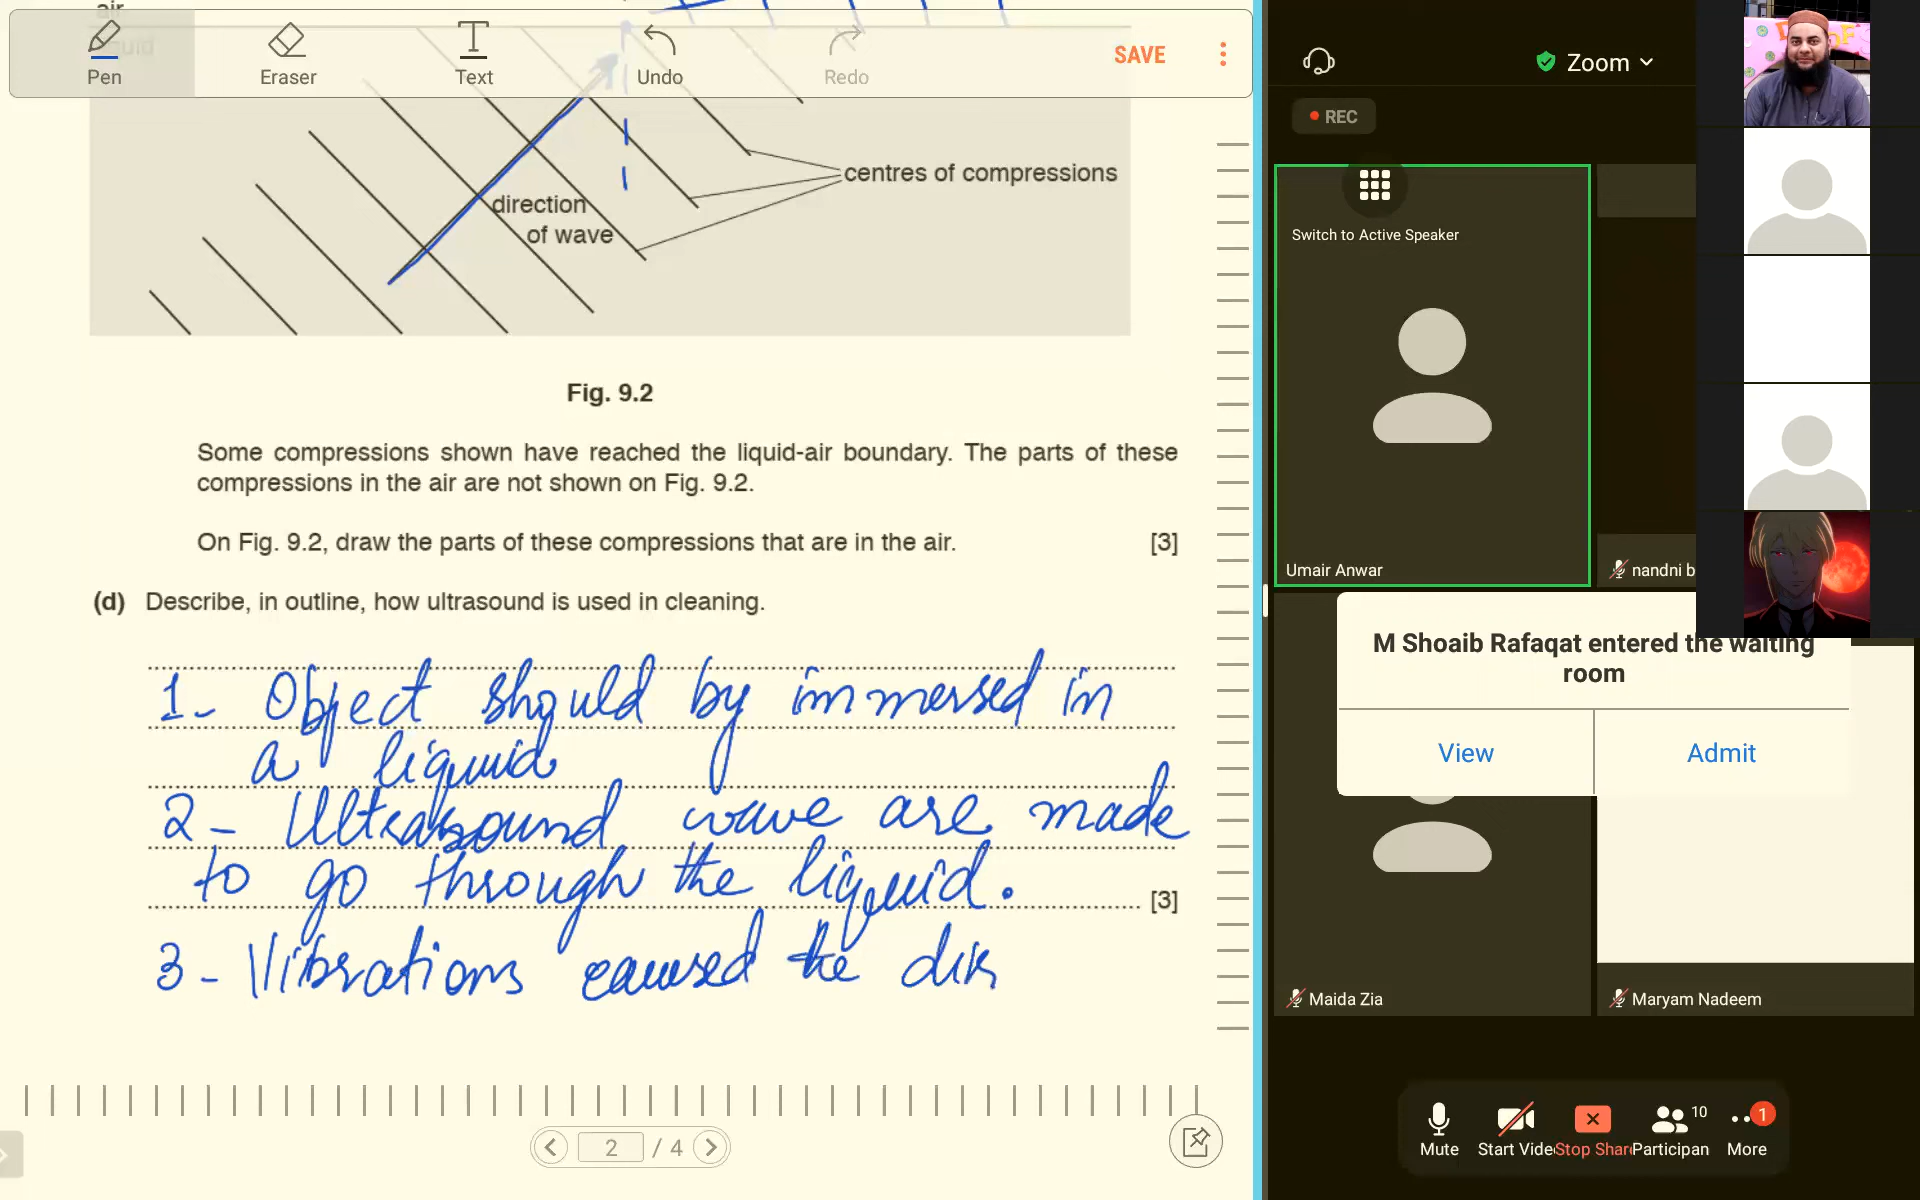 air
liquid
Pen
Eraser
Text
Undo
Redo
SAVE
centres of compressions
direction
of wave
Fig. 9.2
Some compressions shown have reached the liquid-air boundary. The parts of these
compressions in the air are not shown on Fig. 9.2.
On Fig. 9.2, draw the parts of these compressions that are in the air. [3]
(d) Describe, in outline, how ultrasound is used in cleaning.
1- Object should by immersed in
a liquid
2- Ultrasound wave are made
to go through the liquid.
[3]
3- Vibrations caused the dir
2 / 4
Zoom
REC
Switch to Active Speaker
Umair Anwar
nandni b
M Shoaib Rafaqat entered the waiting
room
View
Admit
Maida Zia
Maryam Nadeem
Mute
Start Vide
Stop Shar
Participan
10
More
1